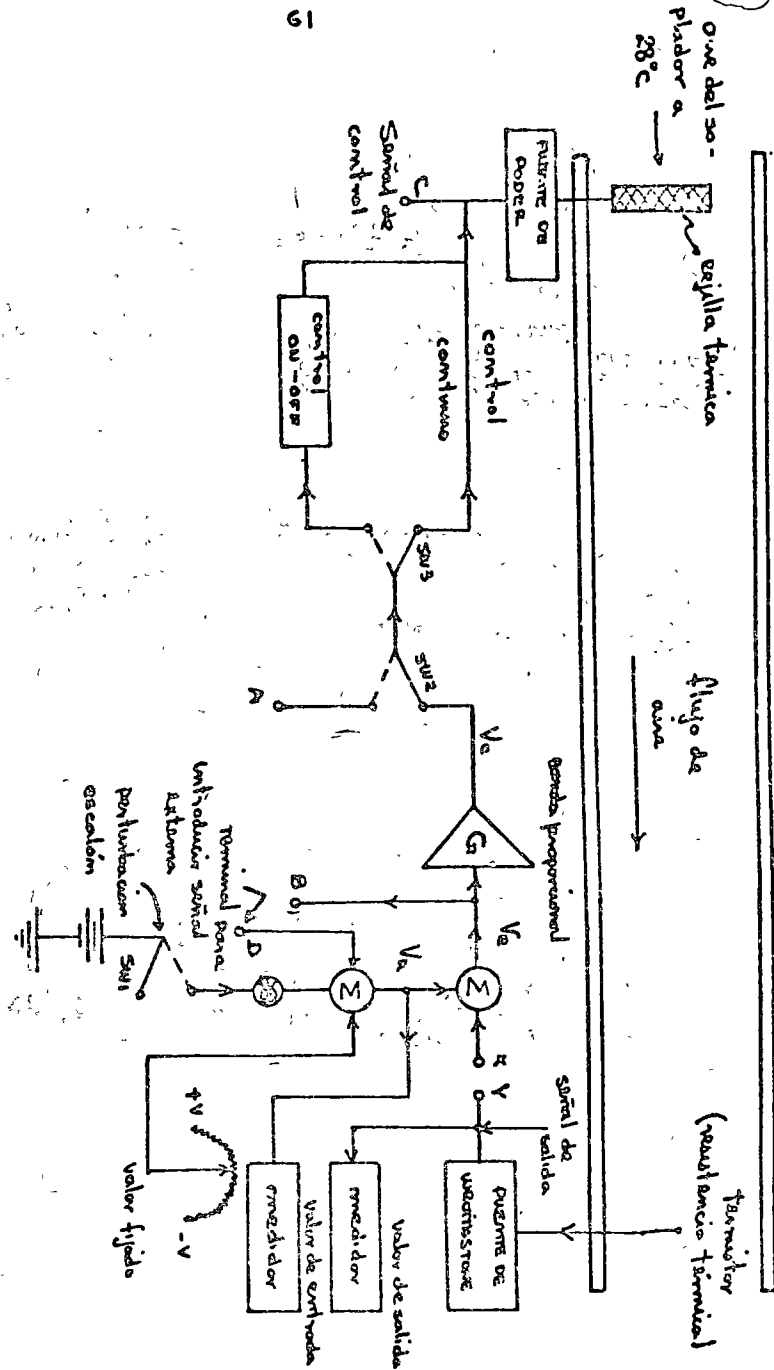 61
aire del so-
plador a
28°C
rejilla térmica
flujo de
aire
termistor
(resistencia térmica)
FUENTE DE
PODER
C
Señal de
control
control
continuo
control
ON-OFF
SW3
SW2
A
Vc
banda proporcional
G
B
Ve
Σ
X
Y
señal de
salida
PUENTE DE
WEATHSTONE
medidor
valor de salida
medidor
valor de entrada
Va
Σ
D
Terminal para
introducir señal
externa
perturbacion
escalón
SW1
+V
-V
valor fijado